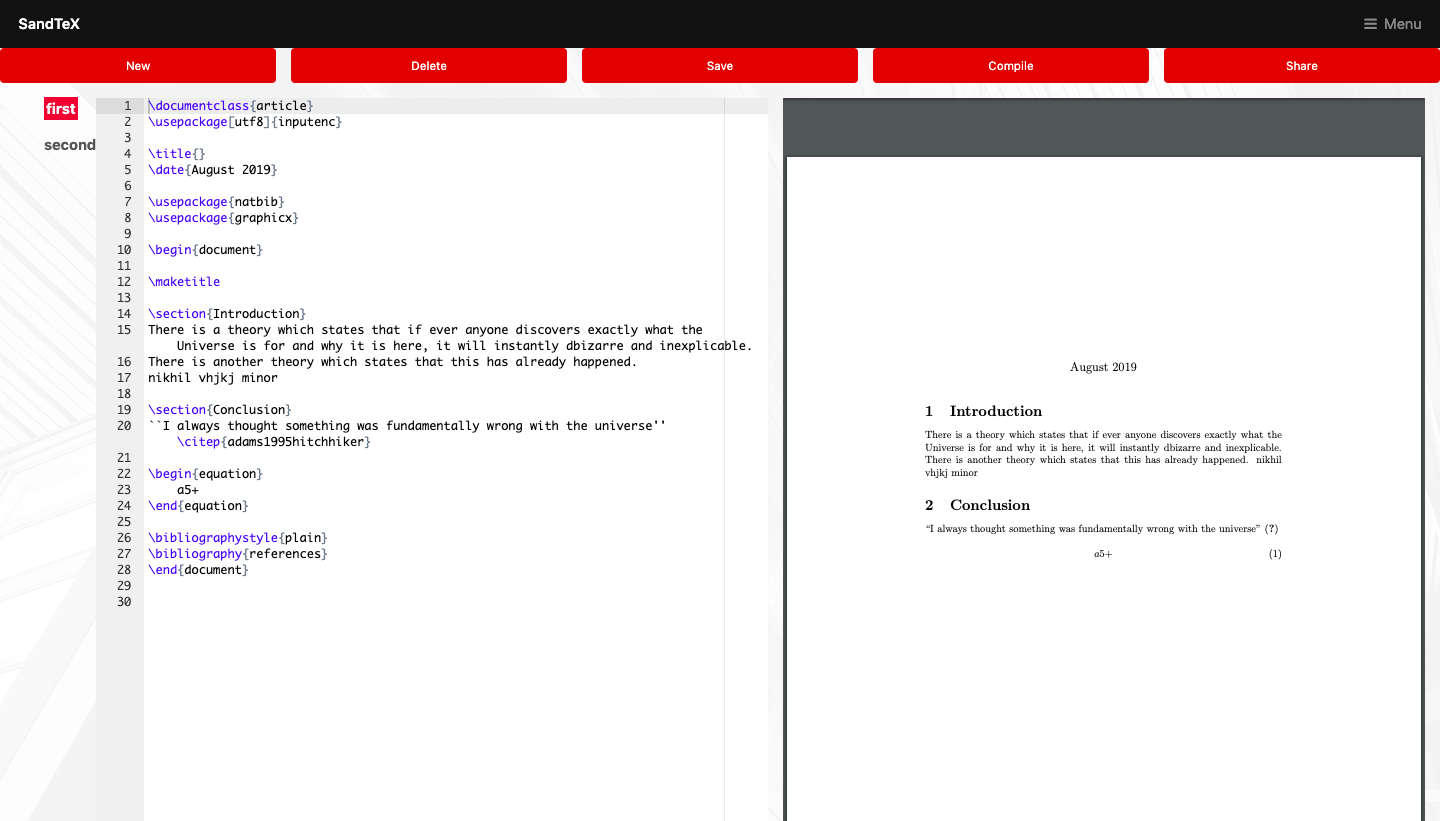 SandTeX
Menu
New Delete Save Compile Share
first
second
1 \documentclass{article}
2 \usepackage[utf8]{inputenc}
3
4 \title{}
5 \date{August 2019}
6
7 \usepackage{natbib}
8 \usepackage{graphicx}
9
10 \begin{document}
11
12 \maketitle
13
14 \section{Introduction}
15 There is a theory which states that if ever anyone discovers exactly what the
Universe is for and why it is here, it will instantly dbizarre and inexplicable.
16 There is another theory which states that this has already happened.
17 nikhil vhjkj minor
18
19 \section{Conclusion}
20 ``I always thought something was fundamentally wrong with the universe''
\citep{adams1995hitchhiker}
21
22 \begin{equation}
23 a5+
24 \end{equation}
25
26 \bibliographystyle{plain}
27 \bibliography{references}
28 \end{document}
29
30
August 2019
1 Introduction
There is a theory which states that if ever anyone discovers exactly what the
Universe is for and why it is here, it will instantly dbizarre and inexplicable.
There is another theory which states that this has already happened. nikhil
vhjkj minor
2 Conclusion
“I always thought something was fundamentally wrong with the universe” (?)
a5+ (1)